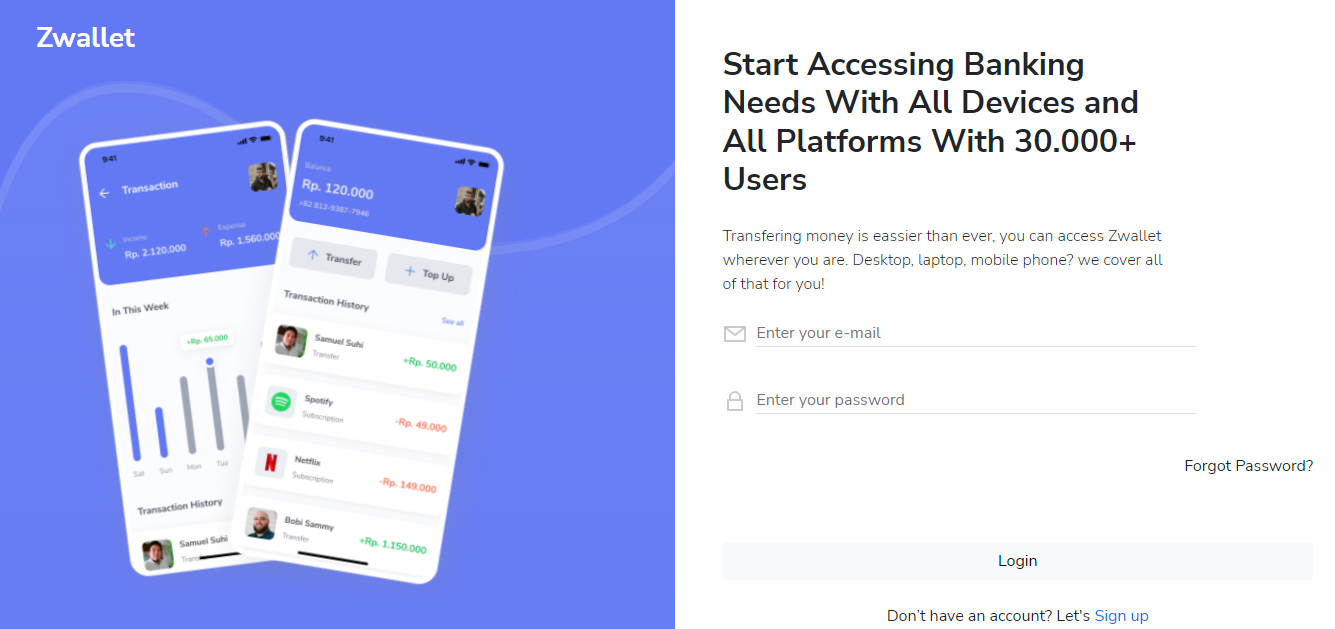 Zwallet
9:41
Transaction
Income
Rp. 2.120.000
Expense
Rp. 1.560.000
In This Week
+Rp. 65.000
Sat
Sun
Mon
Tue
Transaction History
Samuel Suhi
9:41
Balance
Rp. 120.000
+62 813-9387-7946
Transfer
Top Up
Transaction History
See all
Samuel Suhi
Transfer
+Rp. 50.000
Spotify
Subscription
-Rp. 49.000
Netflix
Subscription
-Rp. 149.000
Bobi Sammy
Transfer
+Rp. 1.150.000
Start Accessing Banking
Needs With All Devices and
All Platforms With 30.000+
Users
Transfering money is eassier than ever, you can access Zwallet
wherever you are. Desktop, laptop, mobile phone? we cover all
of that for you!
Enter your e-mail
Enter your password
Forgot Password?
Login
Don't have an account? Let's Sign up